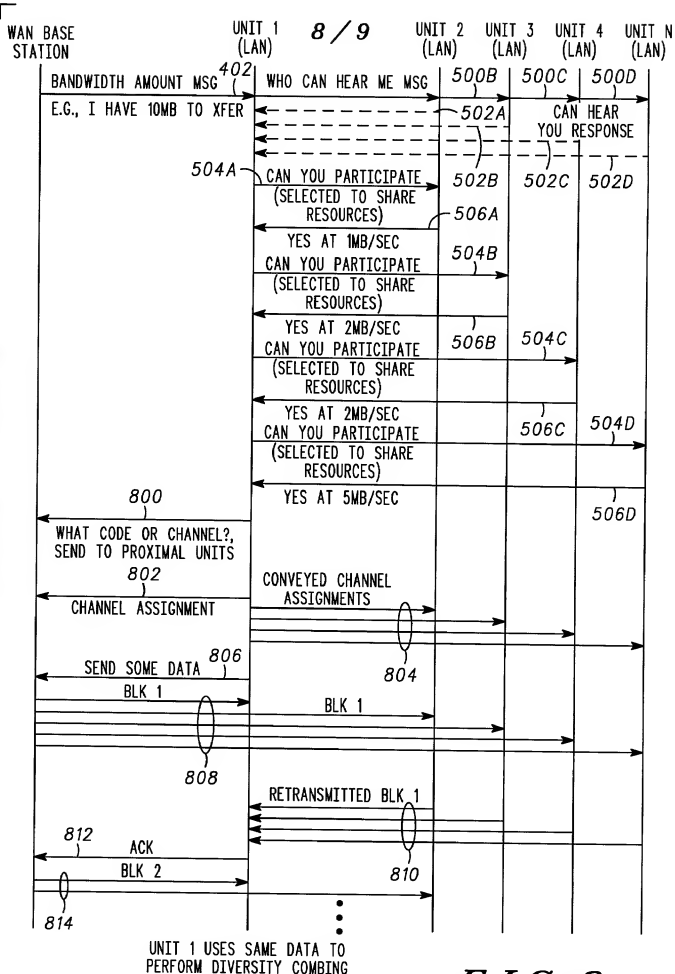 8/9
WAN BASE
STATION
UNIT 1
(LAN)
UNIT 2
(LAN)
UNIT 3
(LAN)
UNIT 4
(LAN)
UNIT N
(LAN)
BANDWIDTH AMOUNT MSG
402
WHO CAN HEAR ME MSG
500B
500C
500D
E.G., I HAVE 10MB TO XFER
502A
CAN HEAR
YOU RESPONSE
504A
CAN YOU PARTICIPATE
502B
502C
502D
(SELECTED TO SHARE
RESOURCES)
506A
YES AT 1MB/SEC
CAN YOU PARTICIPATE
504B
(SELECTED TO SHARE
RESOURCES)
YES AT 2MB/SEC
506B
504C
CAN YOU PARTICIPATE
(SELECTED TO SHARE
RESOURCES)
YES AT 2MB/SEC
506C
504D
CAN YOU PARTICIPATE
(SELECTED TO SHARE
RESOURCES)
YES AT 5MB/SEC
506D
800
WHAT CODE OR CHANNEL?,
SEND TO PROXIMAL UNITS
802
CHANNEL ASSIGNMENT
CONVEYED CHANNEL
ASSIGNMENTS
804
SEND SOME DATA
806
BLK 1
BLK 1
808
RETRANSMITTED BLK 1
810
812
ACK
BLK 2
814
UNIT 1 USES SAME DATA TO
PERFORM DIVERSITY COMBING